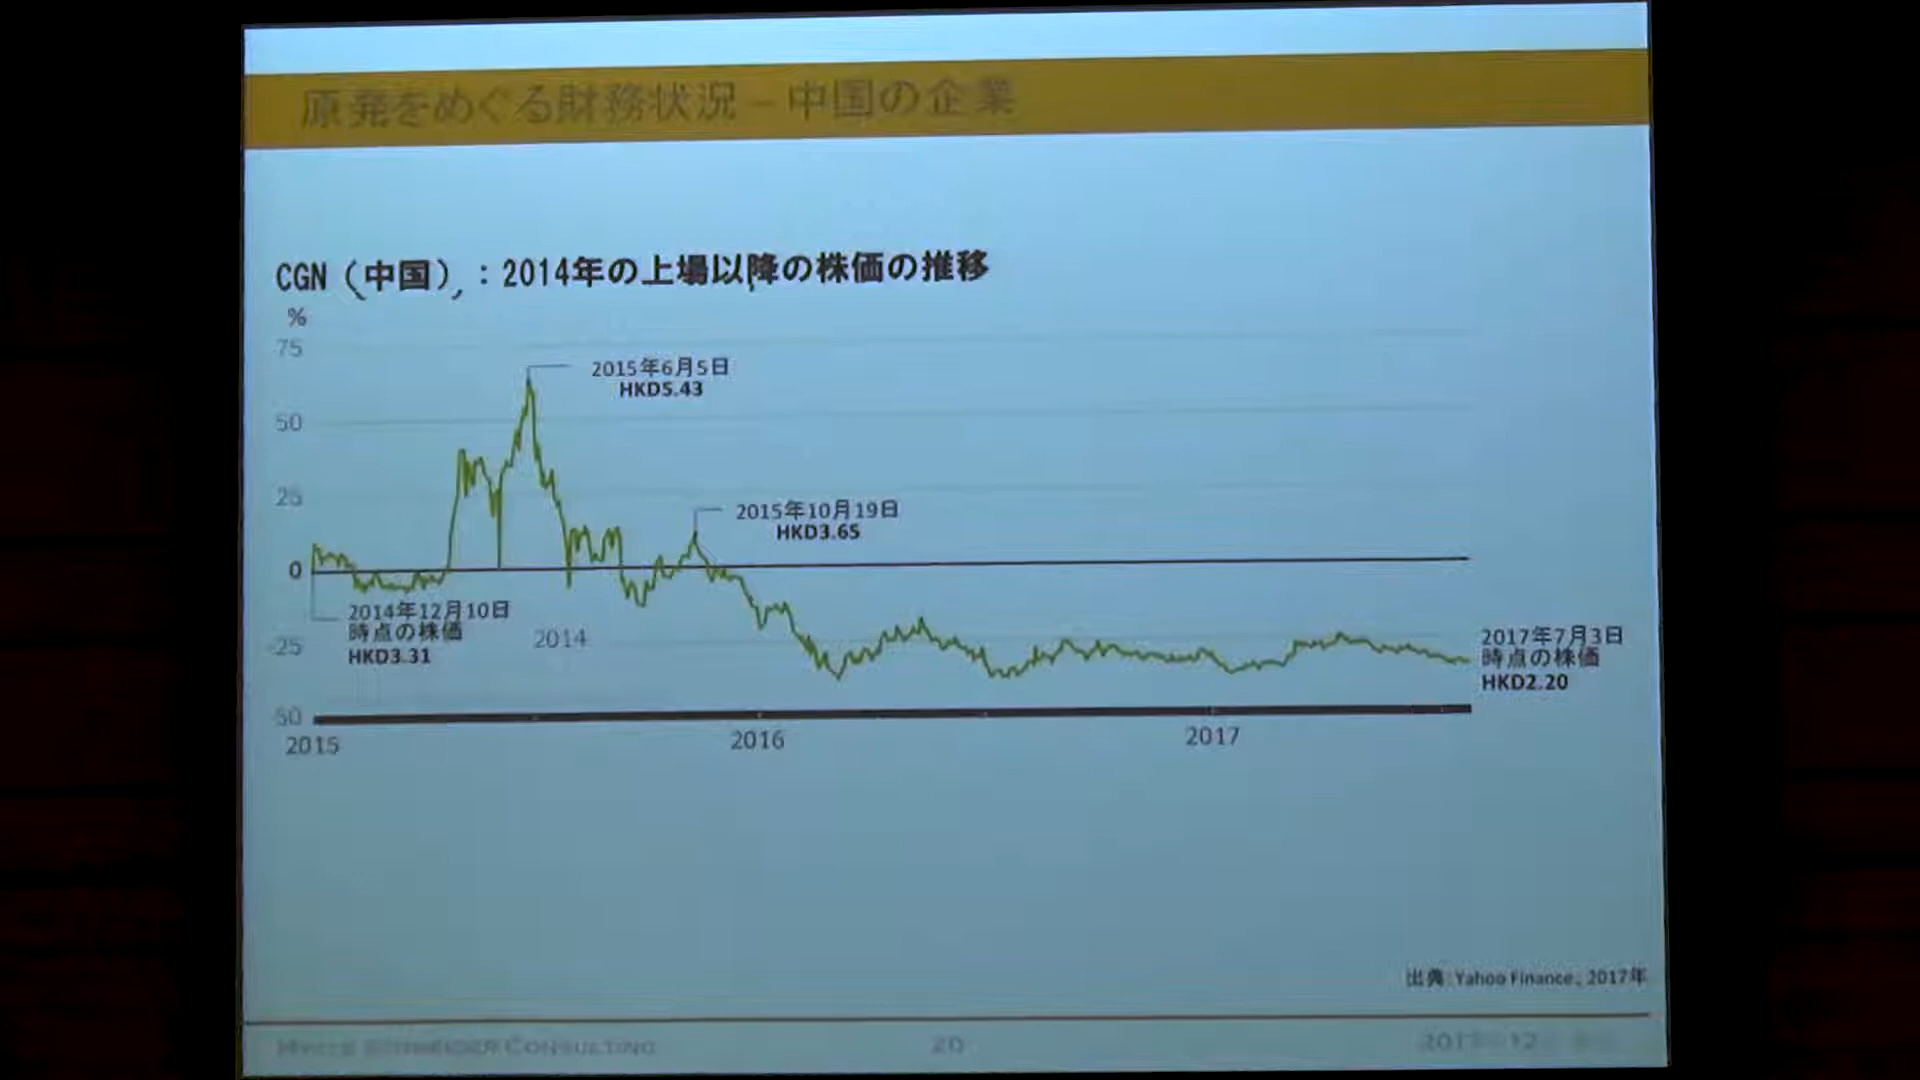 原発をめぐる財務状況 – 中国の企業
CGN（中国）：2014年の上場以降の株価の推移
%
75
50
25
0
-25
-50
2015年6月5日
HKD5.43
2015年10月19日
HKD3.65
2014年12月10日
時点の株価
HKD3.31
2014
2017年7月3日
時点の株価
HKD2.20
2015
2016
2017
出典：Yahoo Finance、2017年
MYCLE SCHNEIDER CONSULTING
20